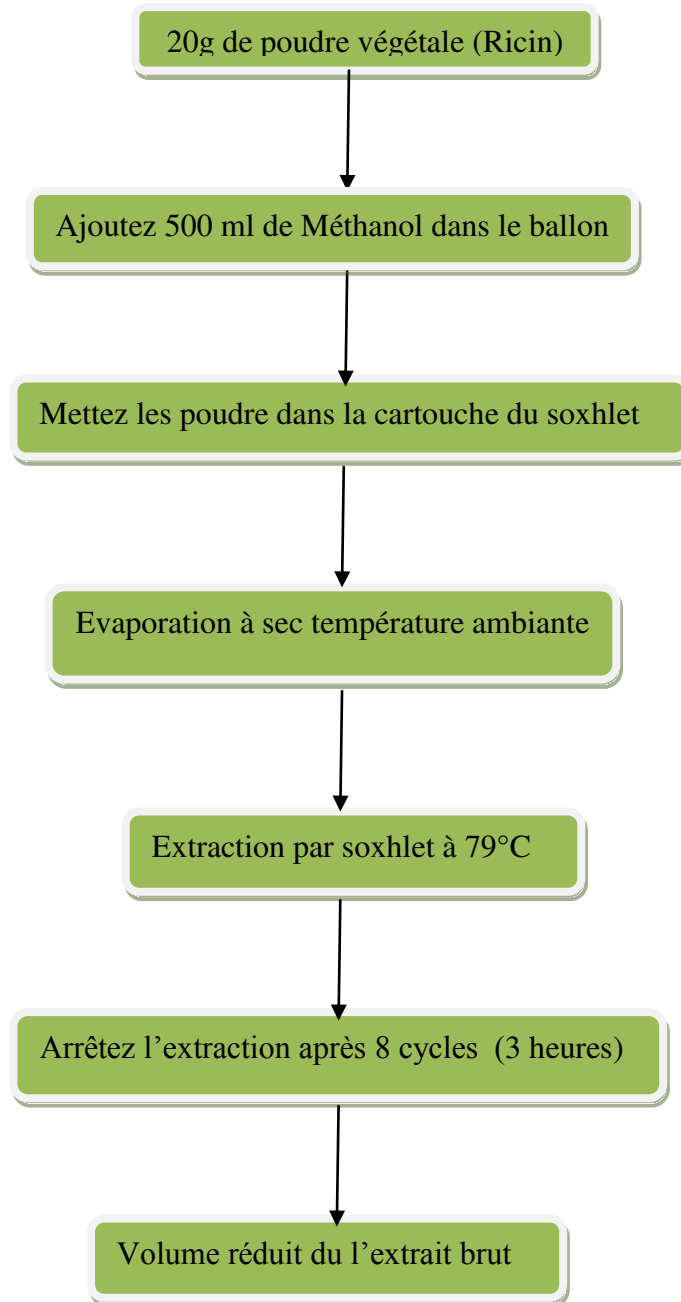 20g de poudre végétale (Ricin)
Ajoutez 500 ml de Méthanol dans le ballon
Mettez les poudre dans la cartouche du soxhlet
Evaporation à sec température ambiante
Extraction par soxhlet à 79°C
Arrêtez l’extraction après 8 cycles (3 heures)
Volume réduit du l’extrait brut